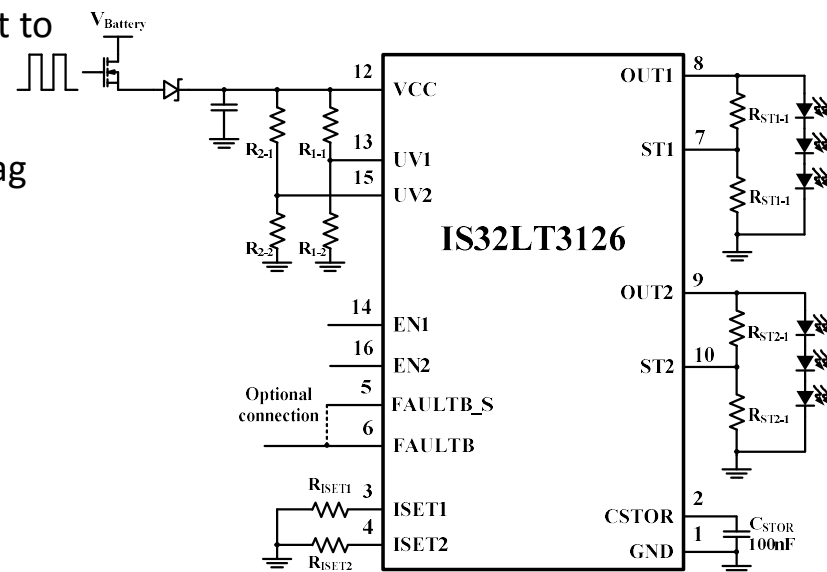 t to
ag
VBattery
12
VCC
13
UV1
15
UV2
R2-1
R1-1
R2-2
R1-2
IS32LT3126
14
EN1
16
EN2
Optional
connection
5
FAULTB_S
6
FAULTB
RISET1
3
ISET1
4
ISET2
RISET2
OUT1
8
RST1-1
ST1
7
RST1-1
OUT2
9
RST2-1
ST2
10
RST2-1
CSTOR
2
CSTOR
100nF
GND
1